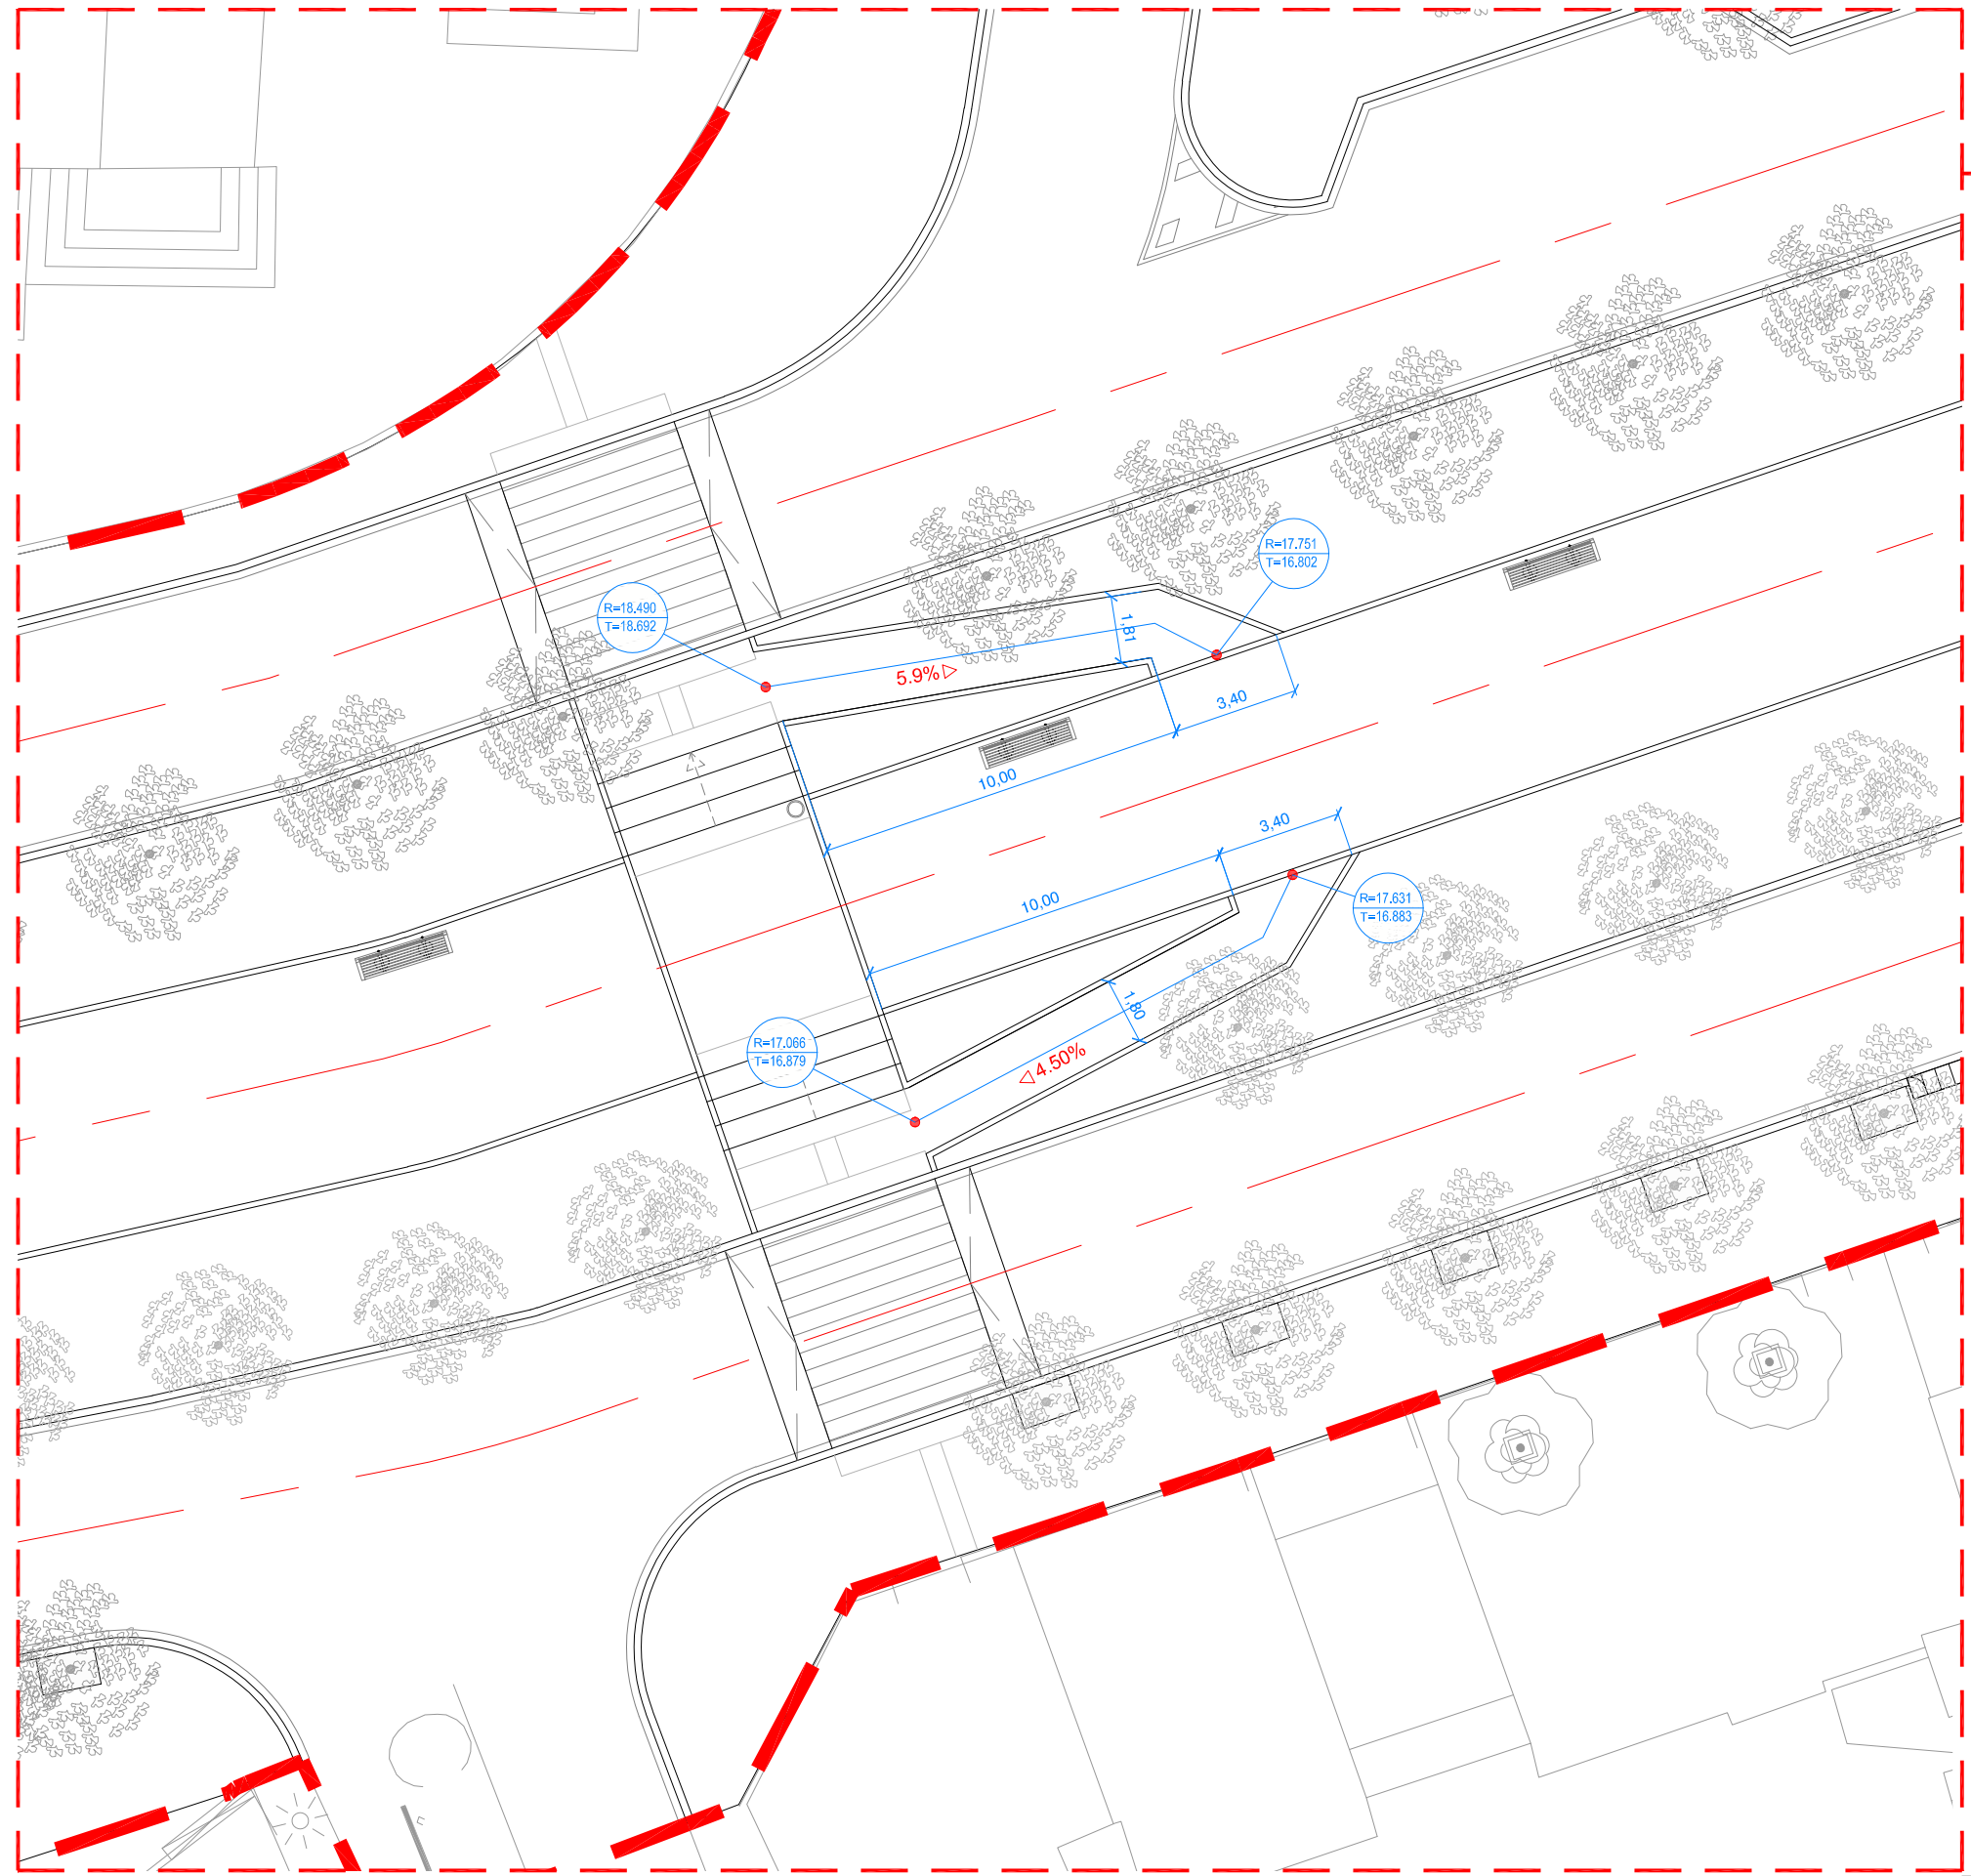 R=17.751
T=16.802
R=18.490
T=18.692
1,81
5.9%
3,40
10,00
3,40
10,00
R=17.631
T=16.883
1,80
R=17.066
T=16.879
4.50%